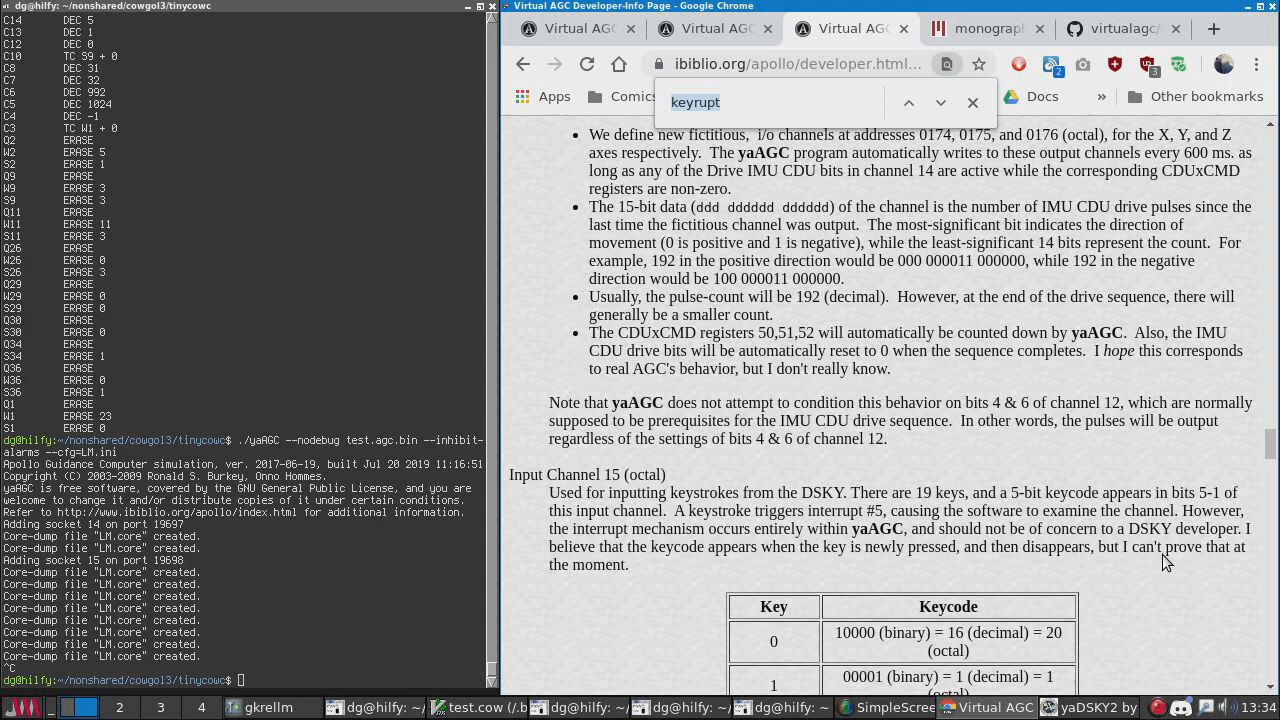 dg@hilfy: ~/nonshared/cowgol3/tinycowc
C14 DEC 5
C13 DEC 1
C12 DEC 0
C10 TC S9 + 0
C8 DEC 31
C7 DEC 32
C6 DEC 992
C5 DEC 1024
C4 DEC -1
C3 TC W1 + 0
Q2 ERASE
W2 ERASE 5
S2 ERASE 1
Q9 ERASE
W9 ERASE 3
S9 ERASE 3
Q11 ERASE
W11 ERASE 11
S11 ERASE 3
Q26 ERASE
W26 ERASE 0
S26 ERASE 3
Q29 ERASE
W29 ERASE 0
S29 ERASE 0
Q30 ERASE
S30 ERASE 0
Q34 ERASE
S34 ERASE 1
Q36 ERASE
W36 ERASE 0
S36 ERASE 1
Q1 ERASE
W1 ERASE 23
S1 ERASE 0
dg@hilfy:~/nonshared/cowgol3/tinycowc$ ./yaAGC --nodebug test.agc.bin --inhibit-
alarms --cfg=LM.ini
Apollo Guidance Computer simulation, ver. 2017-06-19, built Jul 20 2019 11:16:51
Copyright (C) 2003-2009 Ronald S. Burkey, Onno Hommes.
yaAGC is free software, covered by the GNU General Public License, and you are
welcome to change it and/or distribute copies of it under certain conditions.
Refer to http://www.ibiblio.org/apollo/index.html for additional information.
Adding socket 14 on port 19697
Core-dump file "LM.core" created.
Core-dump file "LM.core" created.
Adding socket 15 on port 19698
Core-dump file "LM.core" created.
Core-dump file "LM.core" created.
Core-dump file "LM.core" created.
Core-dump file "LM.core" created.
Core-dump file "LM.core" created.
Core-dump file "LM.core" created.
Core-dump file "LM.core" created.
Core-dump file "LM.core" created.
^C
dg@hilfy:~/nonshared/cowgol3/tinycowc$
Virtual AGC Developer-Info Page - Google Chrome
Virtual AGC Virtual AGC Virtual AGC monograph virtualagc/
ibiblio.org/apollo/developer.html... 2 3
Apps Comics Docs »
keyrupt
• We define new fictitious, i/o channels at addresses 0174, 0175, and 0176 (octal), for the X, Y, and Z
axes respectively. The yaAGC program automatically writes to these output channels every 600 ms. as
long as any of the Drive IMU CDU bits in channel 14 are active while the corresponding CDUxCMD
registers are non-zero.
• The 15-bit data (ddd dddddd dddddd) of the channel is the number of IMU CDU drive pulses since the
last time the fictitious channel was output. The most-significant bit indicates the direction of
movement (0 is positive and 1 is negative), while the least-significant 14 bits represent the count. For
example, 192 in the positive direction would be 000 000011 000000, while 192 in the negative
direction would be 100 000011 000000.
• Usually, the pulse-count will be 192 (decimal). However, at the end of the drive sequence, there will
generally be a smaller count.
• The CDUxCMD registers 50,51,52 will automatically be counted down by yaAGC. Also, the IMU
CDU drive bits will be automatically reset to 0 when the sequence completes. I hope this corresponds
to real AGC's behavior, but I don't really know.
Note that yaAGC does not attempt to condition this behavior on bits 4 & 6 of channel 12, which are normally
supposed to be prerequisites for the IMU CDU drive sequence. In other words, the pulses will be output
regardless of the settings of bits 4 & 6 of channel 12.
Input Channel 15 (octal)
Used for inputting keystrokes from the DSKY. There are 19 keys, and a 5-bit keycode appears in bits 5-1 of
this input channel. A keystroke triggers interrupt #5, causing the software to examine the channel. However,
the interrupt mechanism occurs entirely within yaAGC, and should not be of concern to a DSKY developer. I
believe that the keycode appears when the key is newly pressed, and then disappears, but I can't prove that at
the moment.
Key Keycode
0 10000 (binary) = 16 (decimal) = 20
(octal)
1 00001 (binary) = 1 (decimal) = 1
(octal)
2 3 4 gkrellm dg@hilfy: ~/ test.cow (/.b dg@hilfy: ~/ dg@hilfy: ~/ dg@hilfy: ~/ SimpleScree Virtual AGC yaDSKY2 by 13:34